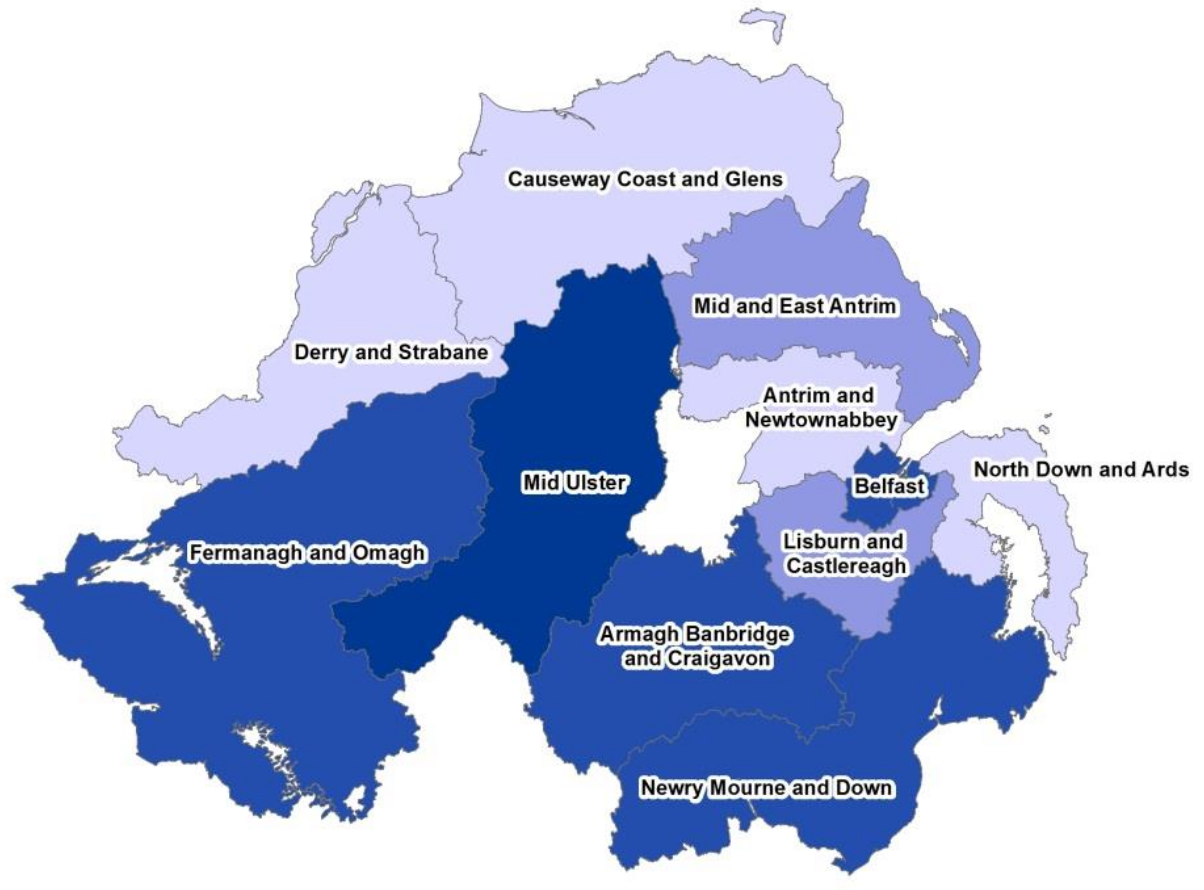 Causeway Coast and Glens
Mid and East Antrim
Derry and Strabane
Antrim and
Newtownabbey
North Down and Ards
Mid Ulster
Belfast
Fermanagh and Omagh
Lisburn and
Castlereagh
Armagh Banbridge
and Craigavon
Newry Mourne and Down